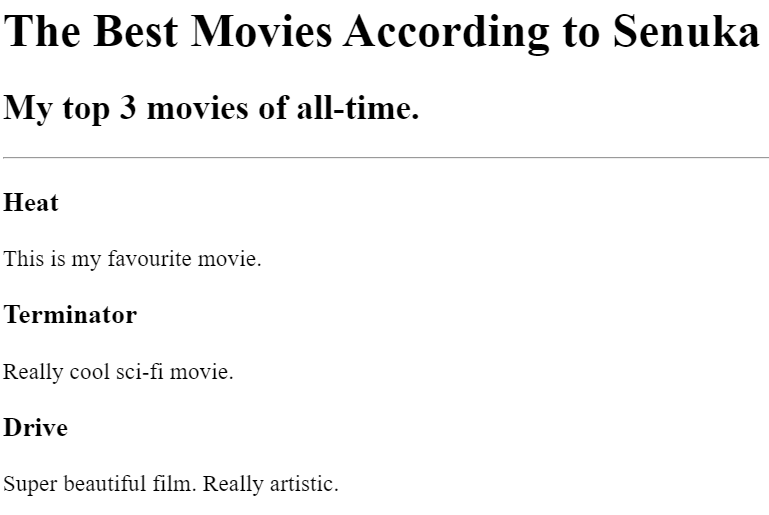 The Best Movies According to Senuka
My top 3 movies of all-time.
Heat
This is my favourite movie.
Terminator
Really cool sci-fi movie.
Drive
Super beautiful film. Really artistic.